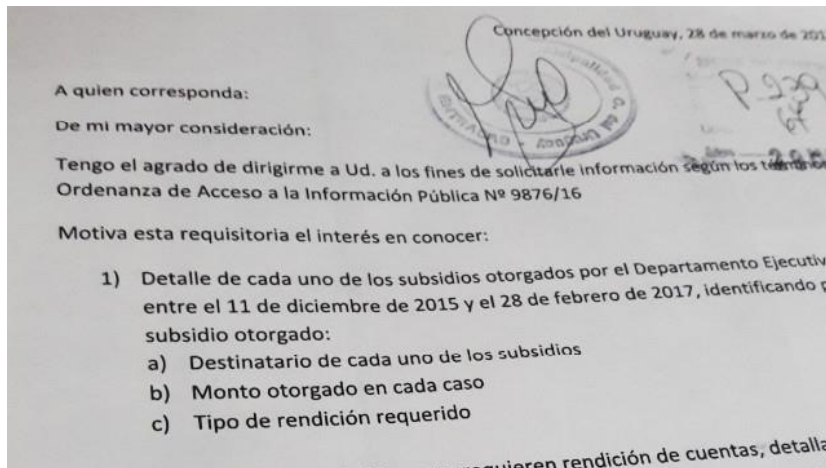 Concepción del Uruguay, 28 de marzo de 201
A quien corresponda:
De mi mayor consideración:
Tengo el agrado de dirigirme a Ud. a los fines de solicitarle información según los
Ordenanza de Acceso a la Información Pública Nº 9876/16
Motiva esta requisitoria el interés en conocer:
1) Detalle de cada uno de los subsidios otorgados por el Departamento Ejecutiv
entre el 11 de diciembre de 2015 y el 28 de febrero de 2017, identificando p
subsidio otorgado:
a) Destinatario de cada uno de los subsidios
b) Monto otorgado en cada caso
c) Tipo de rendición requerido
requieren rendición de cuentas, detalla